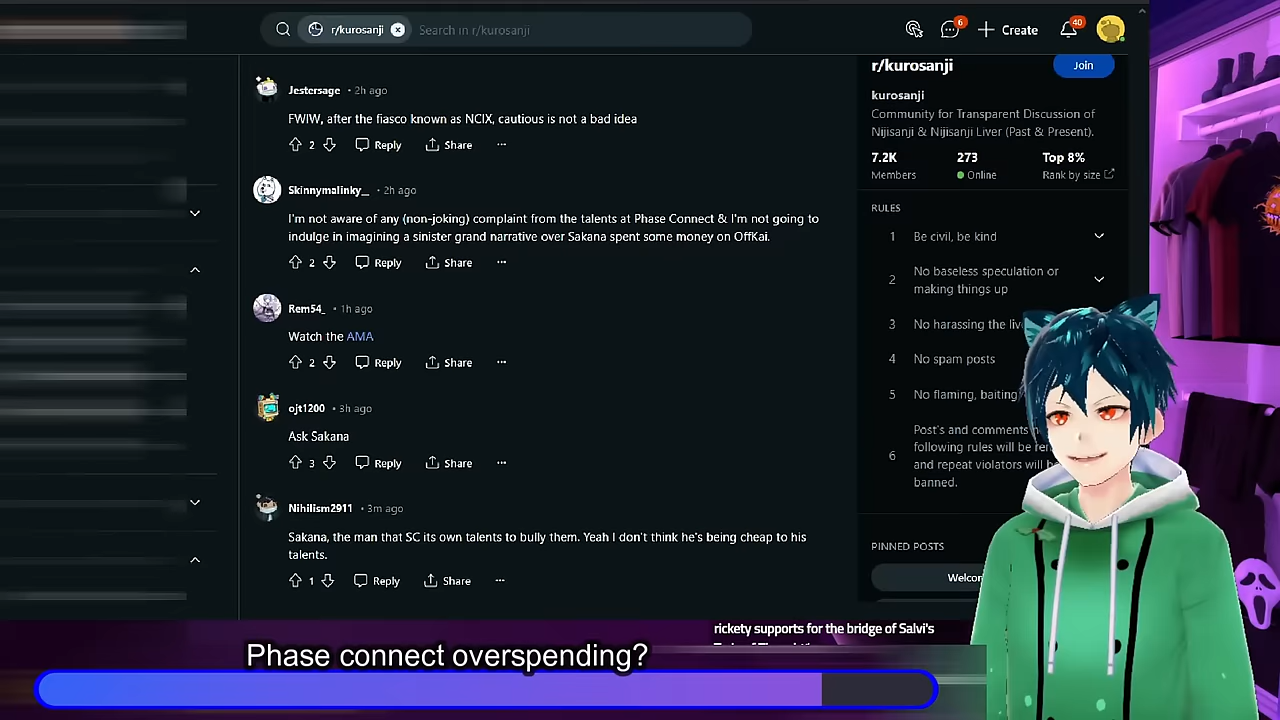 r/kurosanji
Search in r/kurosanji
6
Create
40
Jestersage • 2h ago
FWIW, after the fiasco known as NCIX, cautious is not a bad idea
2
Reply
Share
Skinnymalinky__ • 2h ago
I'm not aware of any (non-joking) complaint from the talents at Phase Connect & I'm not going to
indulge in imagining a sinister grand narrative over Sakana spent some money on OffKai.
2
Reply
Share
Rem54_ • 1h ago
Watch the AMA
2
Reply
Share
ojt1200 • 3h ago
Ask Sakana
3
Reply
Share
Nihilism2911 • 3m ago
Sakana, the man that SC its own talents to bully them. Yeah I don't think he's being cheap to his
talents.
1
Reply
Share
r/kurosanji
Join
kurosanji
Community for Transparent Discussion of
Nijisanji & Nijisanji Liver (Past & Present).
7.2K
273
Top 8%
Members
Online
Rank by size
RULES
1 Be civil, be kind
2 No baseless speculation or
making things up
3 No harassing the
4 No spam posts
5 No flaming, baiting
6 Post's and comments
following rules will be
and repeat violators will
banned.
PINNED POSTS
rickety supports for the bridge of Salvi's
Phase connect overspending?